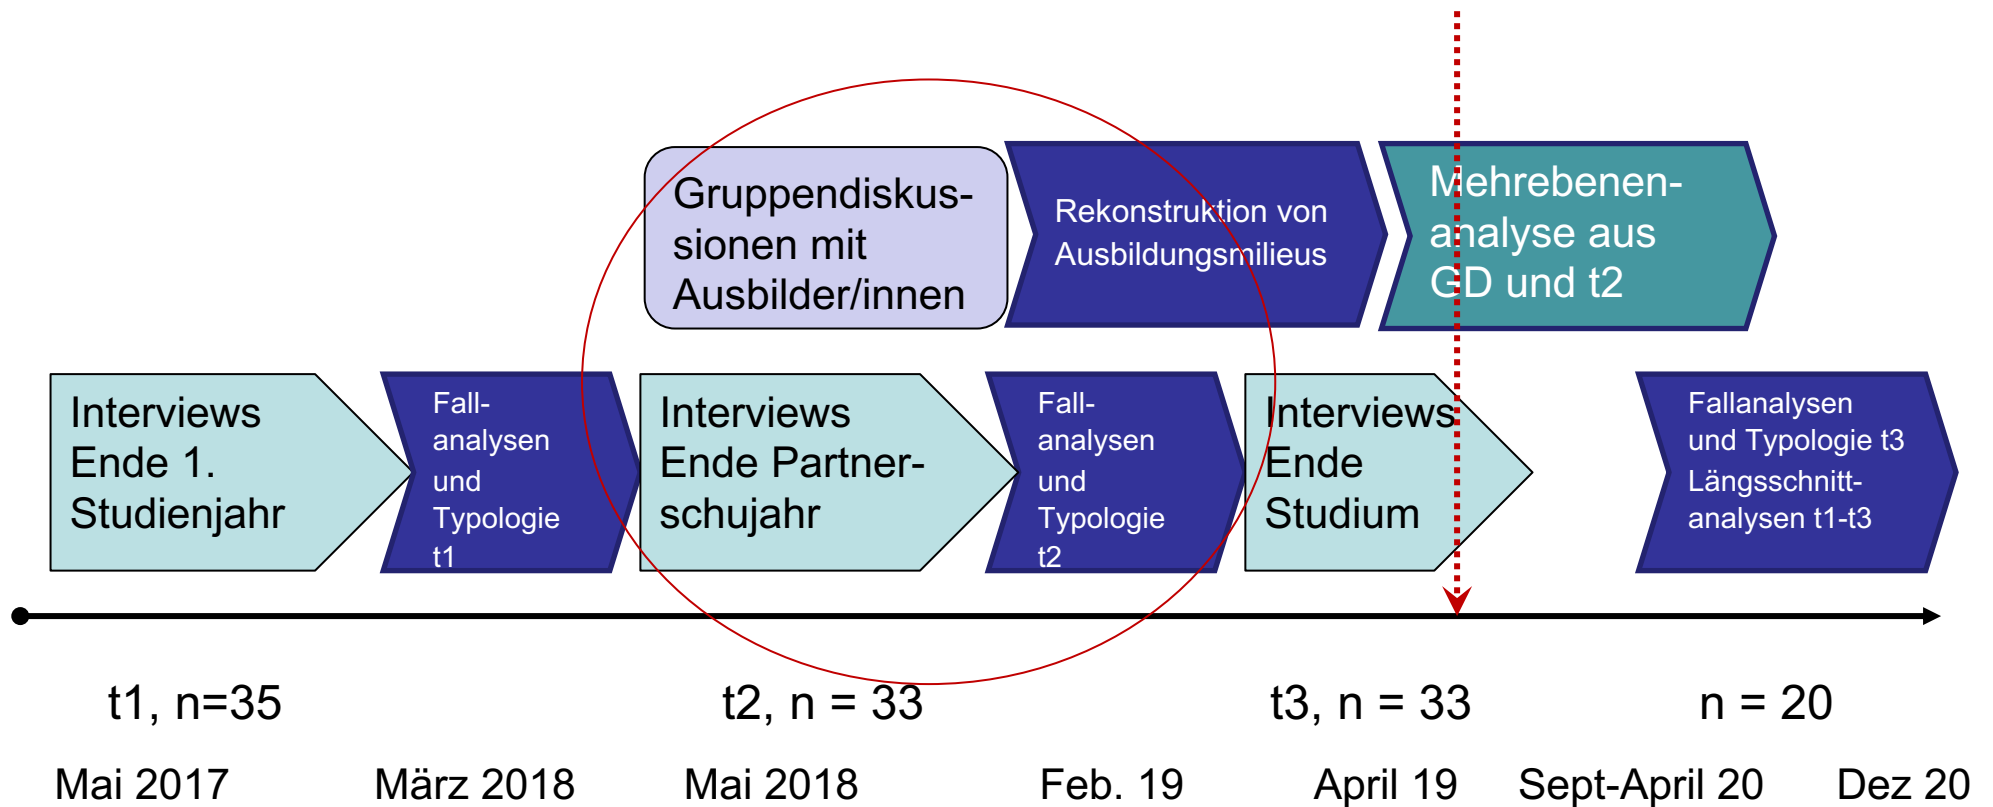 Gruppendiskus-
sionen mit
Ausbilder/innen
Rekonstruktion von
Ausbildungsmilieus
Mehrebenen-
analyse aus
GD und t2
Interviews
Ende 1.
Studienjahr
Fall-
analysen
und
Typologie
t1
Interviews
Ende Partner-
schujahr
Fall-
analysen
und
Typologie
t2
Interviews
Ende
Studium
Fallanalysen
und Typologie t3
Längsschnitt-
analysen t1-t3
t1, n=35
t2, n = 33
t3, n = 33
n = 20
Mai 2017
März 2018
Mai 2018
Feb. 19
April 19
Sept-April 20
Dez 20